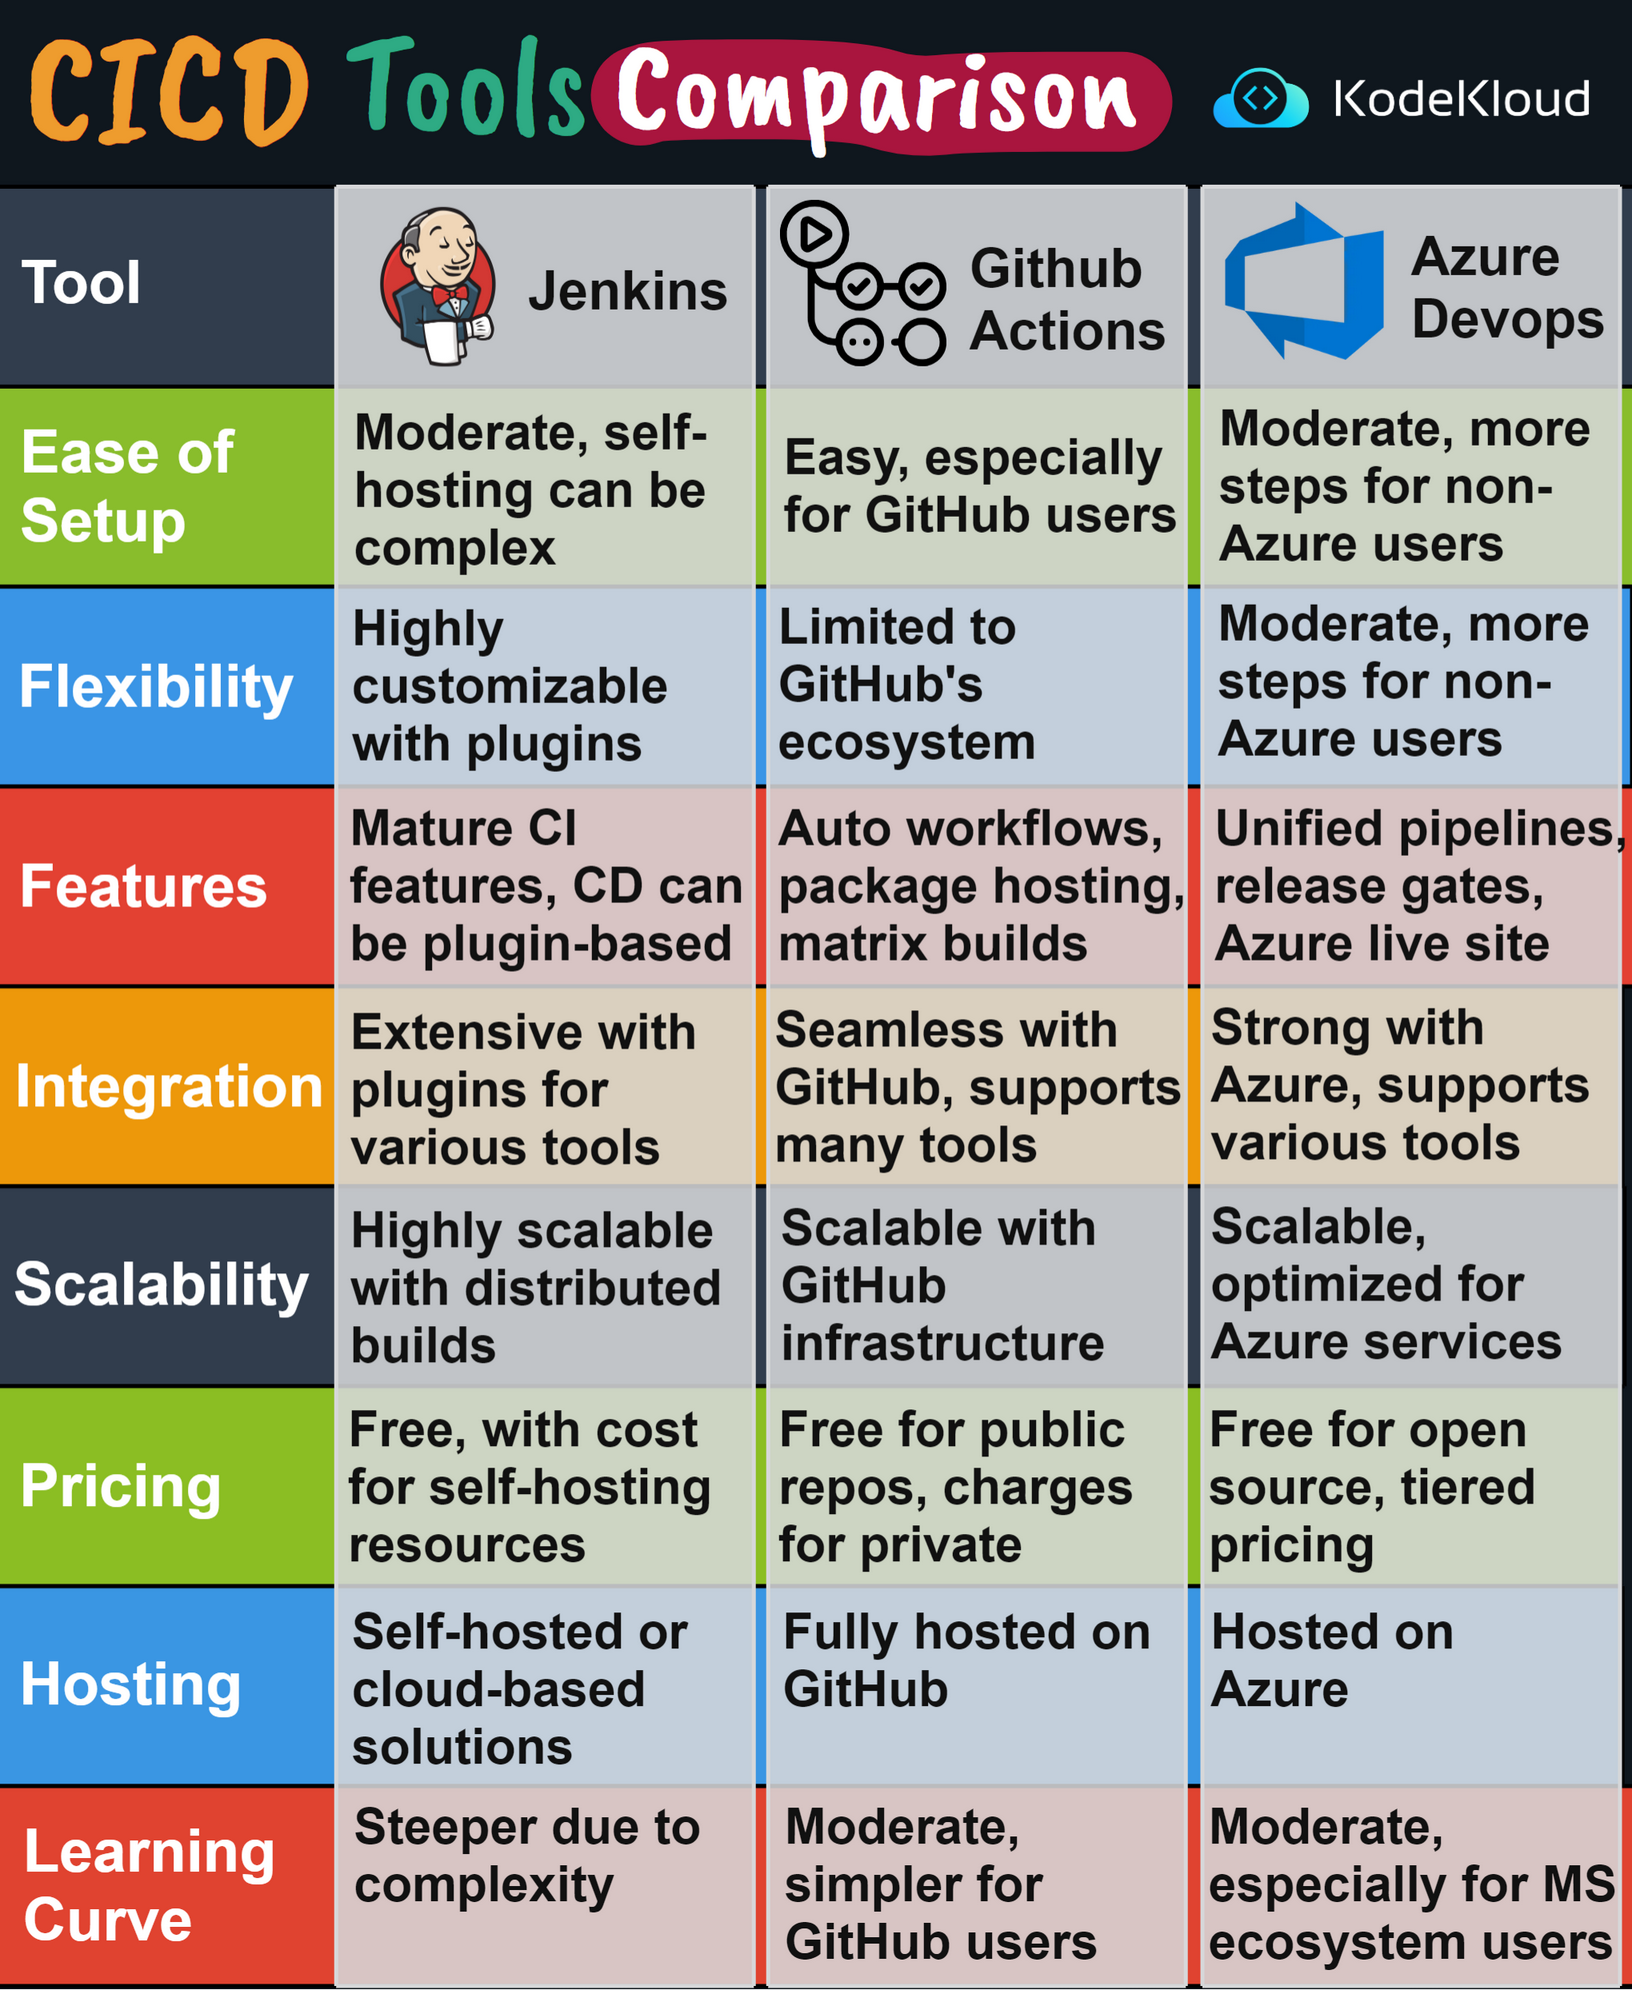 CICD Tools Comparison KodeKloud
Tool
Jenkins
Github
Actions
Azure
Devops
Ease of
Setup
Moderate, self-
hosting can be
complex
Easy, especially
for GitHub users
Moderate, more
steps for non-
Azure users
Flexibility
Highly
customizable
with plugins
Limited to
GitHub's
ecosystem
Moderate, more
steps for non-
Azure users
Features
Mature CI
features, CD can
be plugin-based
Auto workflows,
package hosting,
matrix builds
Unified pipelines,
release gates,
Azure live site
Integration
Extensive with
plugins for
various tools
Seamless with
GitHub, supports
many tools
Strong with
Azure, supports
various tools
Scalability
Highly scalable
with distributed
builds
Scalable with
GitHub
infrastructure
Scalable,
optimized for
Azure services
Pricing
Free, with cost
for self-hosting
resources
Free for public
repos, charges
for private
Free for open
source, tiered
pricing
Hosting
Self-hosted or
cloud-based
solutions
Fully hosted on
GitHub
Hosted on
Azure
Learning
Curve
Steeper due to
complexity
Moderate,
simpler for
GitHub users
Moderate,
especially for MS
ecosystem users